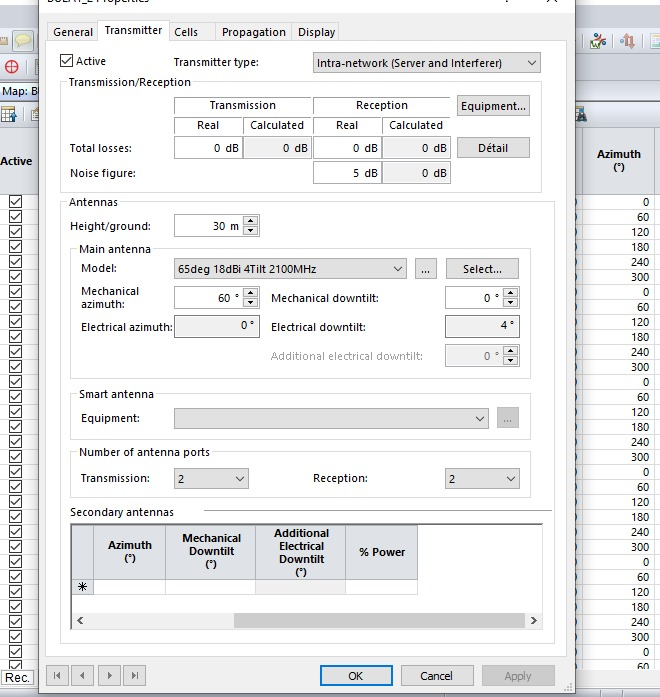 General Transmitter Cells Propagation Display
Active Transmitter type: Intra-network (Server and Interferer)
Transmission/Reception
Transmission Reception Equipment...
Real Calculated Real Calculated
Total losses: 0 dB 0 dB 0 dB 0 dB Détail
Noise figure: 5 dB 0 dB
Antennas
Height/ground: 30 m
Main antenna
Model: 65deg 18dBi 4Tilt 2100MHz ... Select...
Mechanical azimuth: 60 ° Mechanical downtilt: 0 °
Electrical azimuth: 0 ° Electrical downtilt: 4 °
Additional electrical downtilt: 0 °
Smart antenna
Equipment: ...
Number of antenna ports
Transmission: 2 Reception: 2
Secondary antennas
Azimuth (°) Mechanical Downtilt (°) Additional Electrical Downtilt (°) % Power
OK Cancel Apply
Map: B
Active
Rec.
Azimuth
(°)
0
60
120
180
240
300
0
60
120
180
240
300
0
60
120
180
240
300
0
60
120
180
240
300
0
60
120
180
240
300
0
60